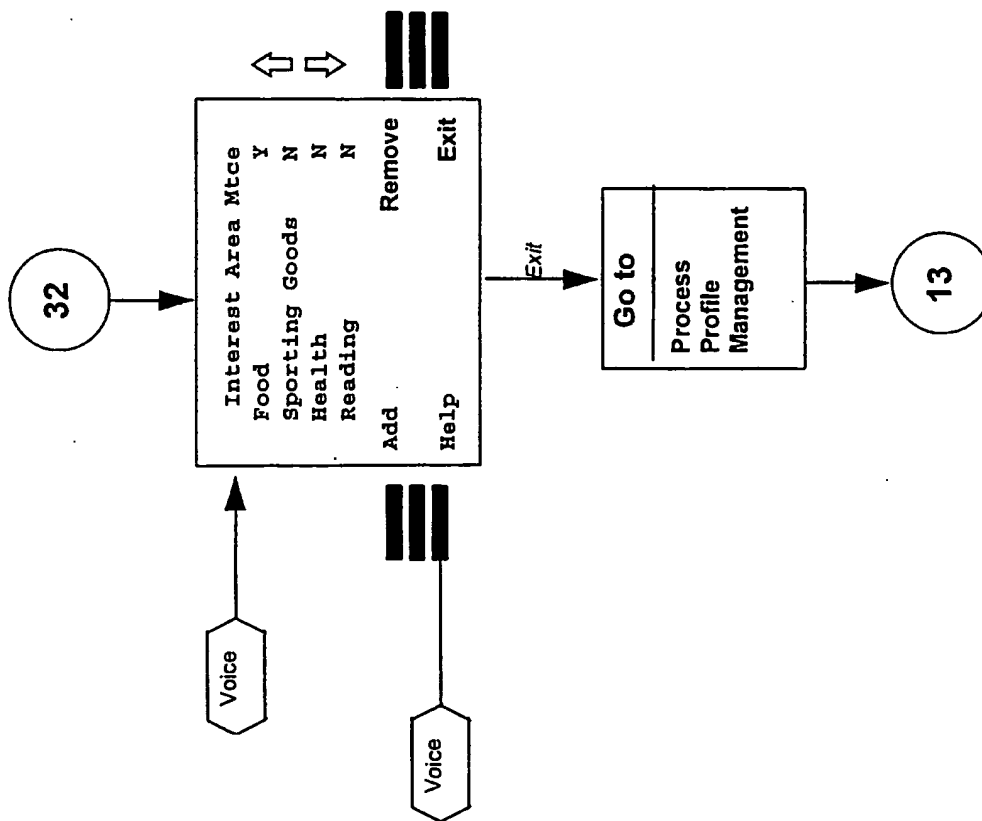 32
Interest Area Mtce
Food Y
Sporting Goods N
Health N
Reading N
Add Remove
Help Exit
Voice
Voice
Exit
Go to
Process
Profile
Management
13